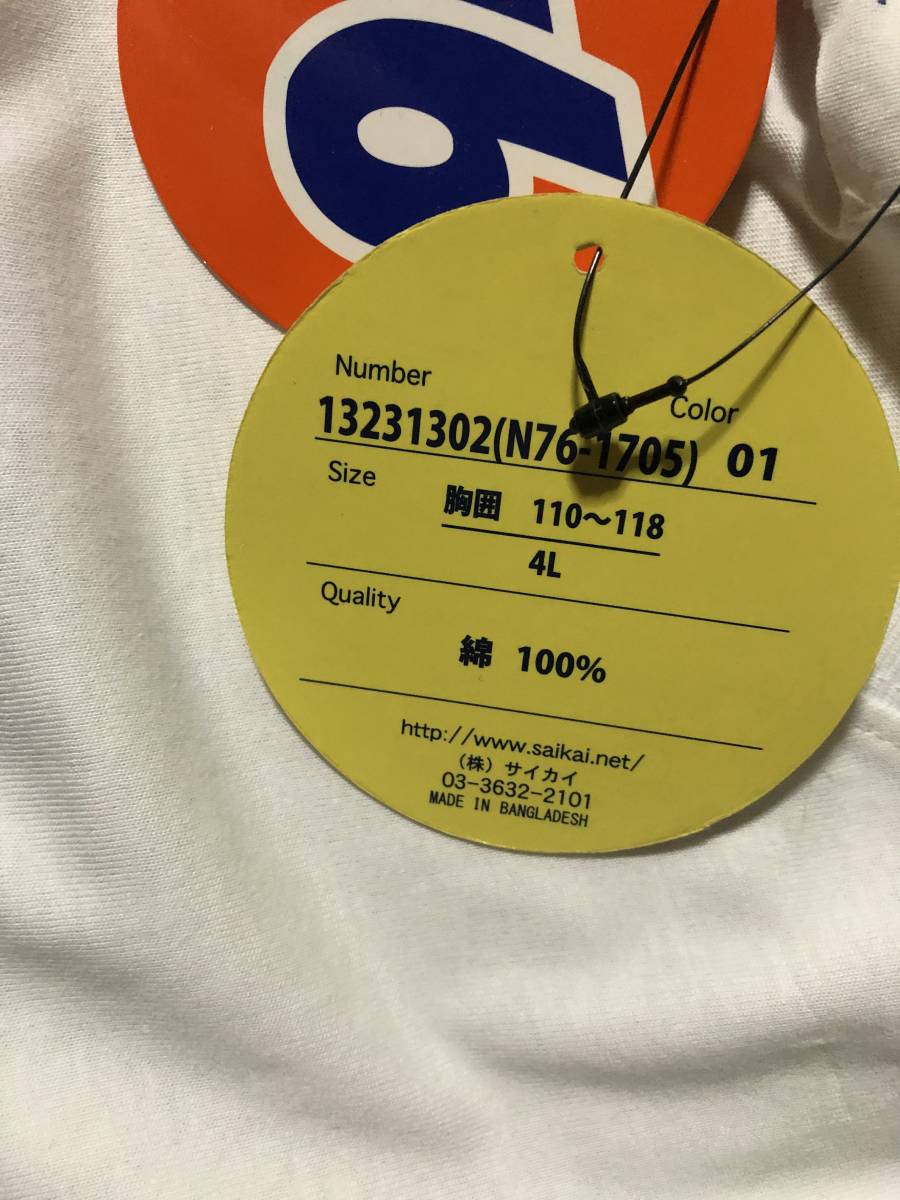 6
Number
Color
13231302(N76-1705) 01
Size
胸囲 110～118
4L
Quality
綿 100%
http://www.saikai.net/
（株）サイカイ
03-3632-2101
MADE IN BANGLADESH